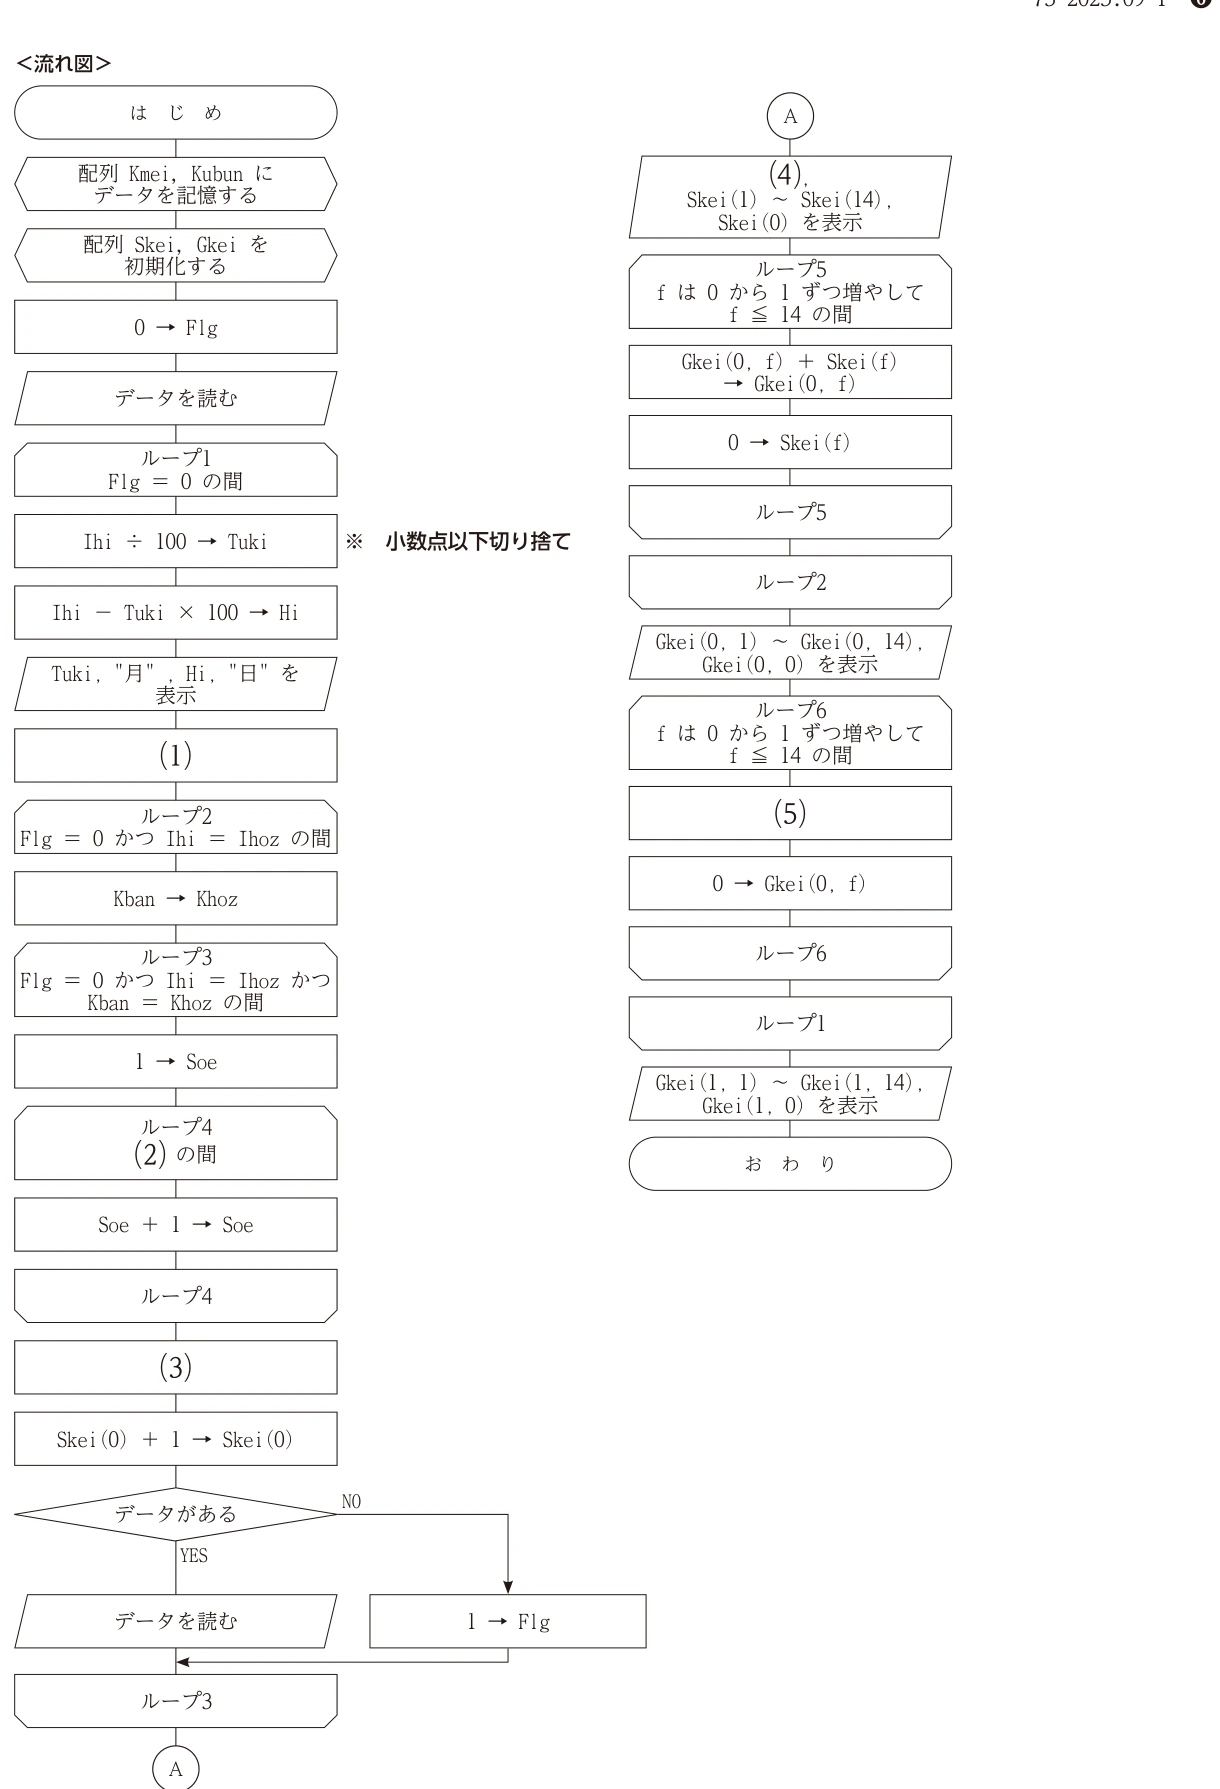 <流れ図>
は じ め
配列 Kmei, Kubun に
データを記憶する
配列 Skei, Gkei を
初期化する
0 → Flg
データを読む
ループ1
Flg = 0 の間
Ihi ÷ 100 → Tuki
※ 小数点以下切り捨て
Ihi － Tuki × 100 → Hi
Tuki, "月" , Hi, "日" を
表示
(1)
ループ2
Flg = 0 かつ Ihi = Ihoz の間
Kban → Khoz
ループ3
Flg = 0 かつ Ihi = Ihoz かつ
Kban = Khoz の間
1 → Soe
ループ4
(2) の間
Soe + 1 → Soe
ループ4
(3)
Skei(0) + 1 → Skei(0)
データがある
NO
YES
データを読む
1 → Flg
ループ3
A
A
(4),
Skei(1) ～ Skei(14),
Skei(0) を表示
ループ5
f は 0 から 1 ずつ増やして
f ≦ 14 の間
Gkei(0, f) + Skei(f)
→ Gkei(0, f)
0 → Skei(f)
ループ5
ループ2
Gkei(0, 1) ～ Gkei(0, 14),
Gkei(0, 0) を表示
ループ6
f は 0 から 1 ずつ増やして
f ≦ 14 の間
(5)
0 → Gkei(0, f)
ループ6
ループ1
Gkei(1, 1) ～ Gkei(1, 14),
Gkei(1, 0) を表示
お わ り